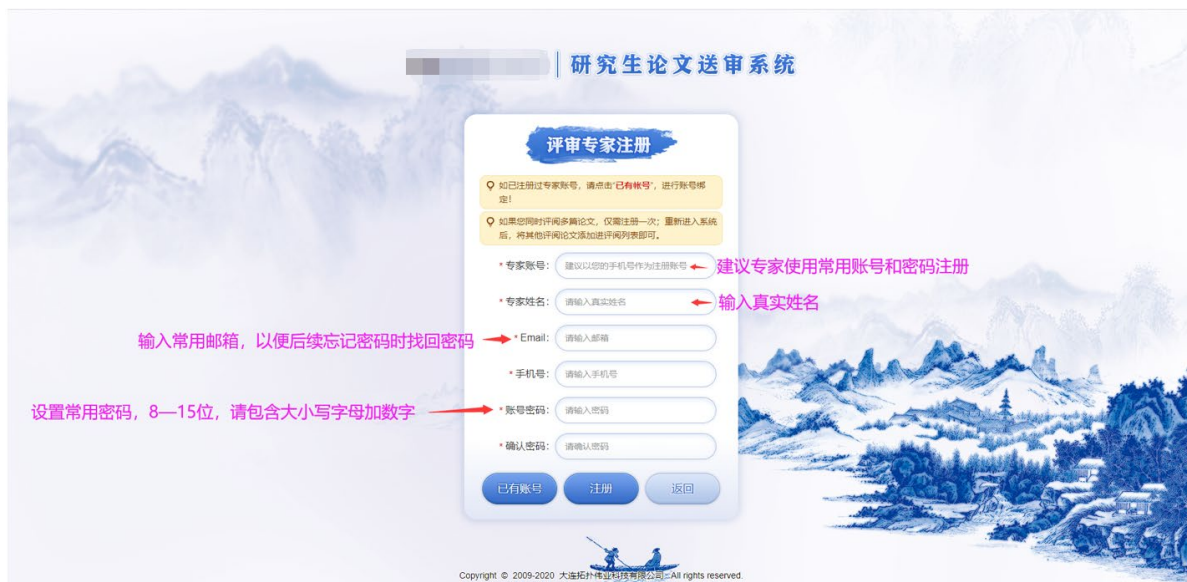 研究生论文送审系统
评审专家注册
如已注册过专家账号，请点击"已有帐号"，进行账号绑
定！
如果您同时评阅多篇论文，仅需注册一次；重新进入系统
后，将其他评阅论文添加进评阅列表即可。
*专家账号： 建议以您的手机号作为注册账号 建议专家使用常用账号和密码注册
*专家姓名： 请输入真实姓名 输入真实姓名
输入常用邮箱，以便后续忘记密码时找回密码 *Email: 请输入邮箱
*手机号： 请输入手机号
设置常用密码，8—15位，请包含大小写字母加数字 *账号密码： 请输入密码
*确认密码： 请确认密码
已有账号 注册 返回
Copyright © 2009-2020 大连拓扑伟业科技有限公司 . All rights reserved.